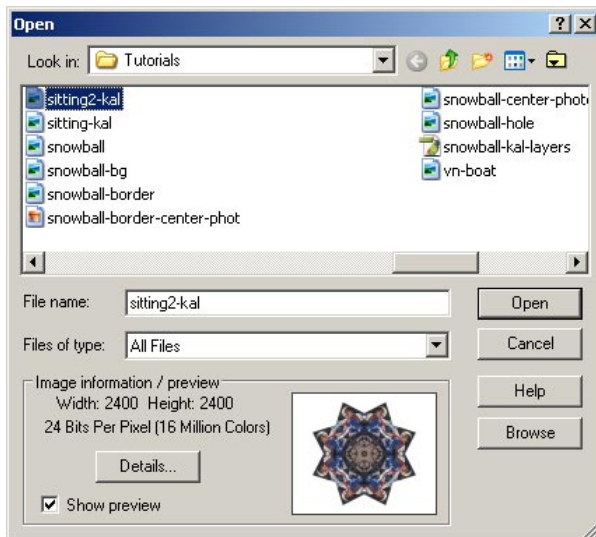 Open
Look in: Tutorials
sitting2-kal
sitting-kal
snowball
snowball-bg
snowball-border
snowball-border-center-phot
snowball-center-phot
snowball-hole
snowball-kal-layers
vn-boat
File name: sitting2-kal
Open
Files of type: All Files
Cancel
Image information / preview
Width: 2400 Height: 2400
24 Bits Per Pixel (16 Million Colors)
Details...
Show preview
Help
Browse